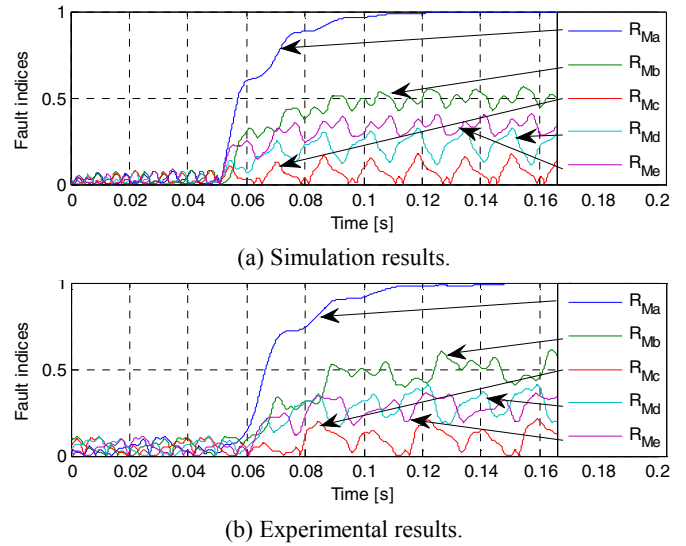 1
0.5
0
Fault indices
0 0.02 0.04 0.06 0.08 0.1 0.12 0.14 0.16 0.18 0.2
Time [s]
R_Ma
R_Mb
R_Mc
R_Md
R_Me
(a) Simulation results.
1
0.5
0
Fault indices
0 0.02 0.04 0.06 0.08 0.1 0.12 0.14 0.16 0.18 0.2
Time [s]
R_Ma
R_Mb
R_Mc
R_Md
R_Me
(b) Experimental results.